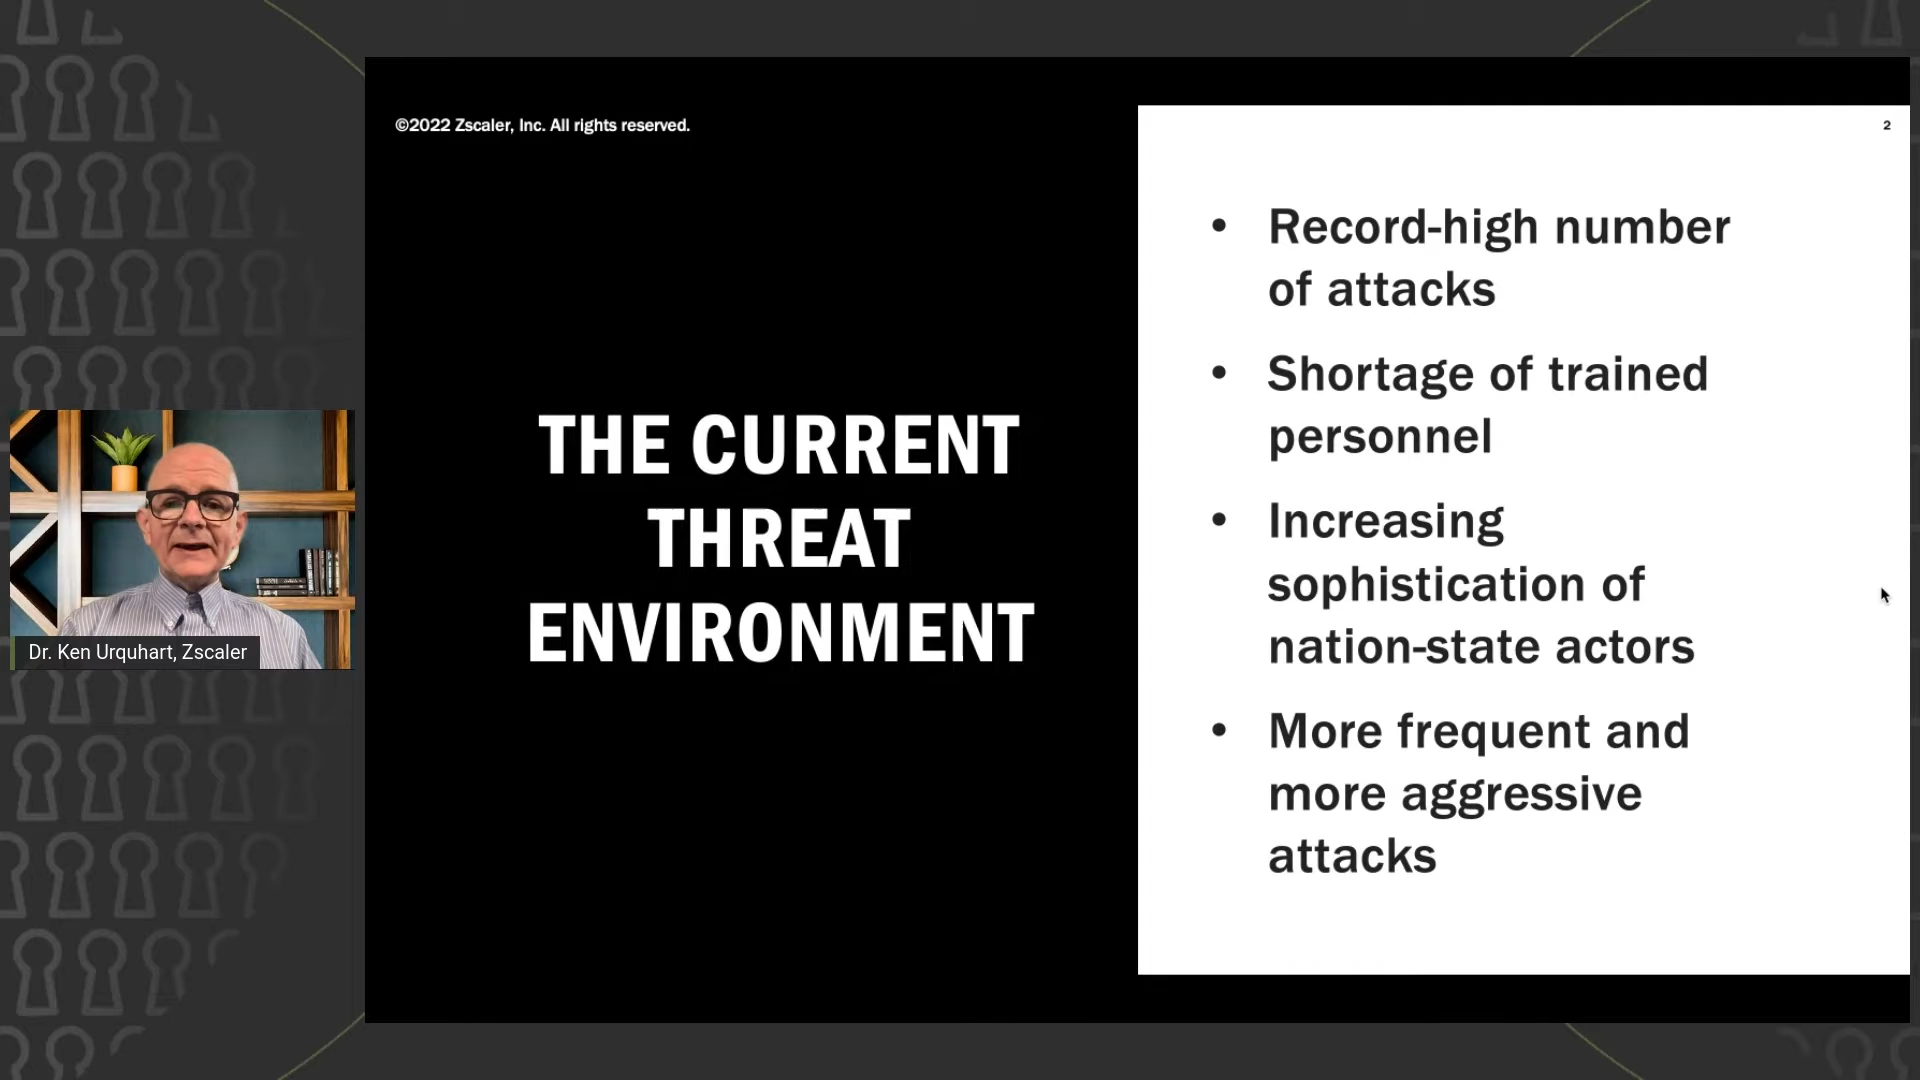 ©2022 Zscaler, Inc. All rights reserved.
2
THE CURRENT
THREAT
ENVIRONMENT
• Record-high number
of attacks
• Shortage of trained
personnel
• Increasing
sophistication of
nation-state actors
• More frequent and
more aggressive
attacks
Dr. Ken Urquhart, Zscaler